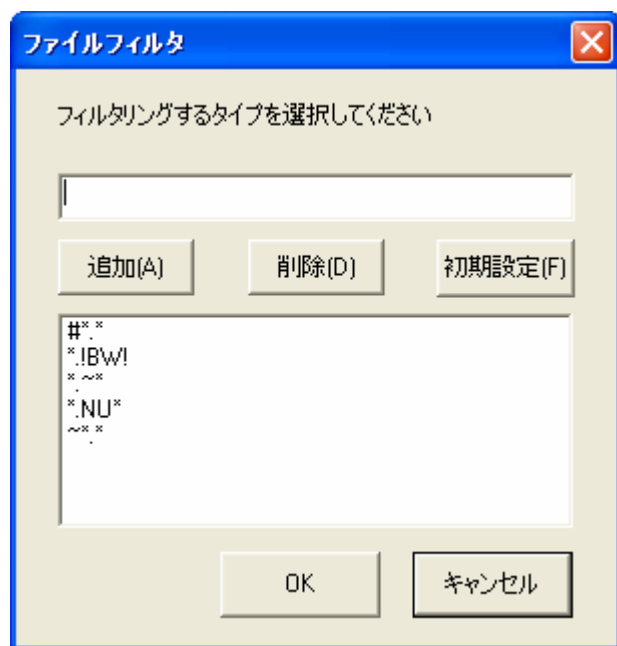 ファイルフィルタ
フィルタリングするタイプを選択してください
追加(A) 削除(D) 初期設定(F)
#*.*
*.!BW!
*.~*
*.NU*
~*.*
OK キャンセル